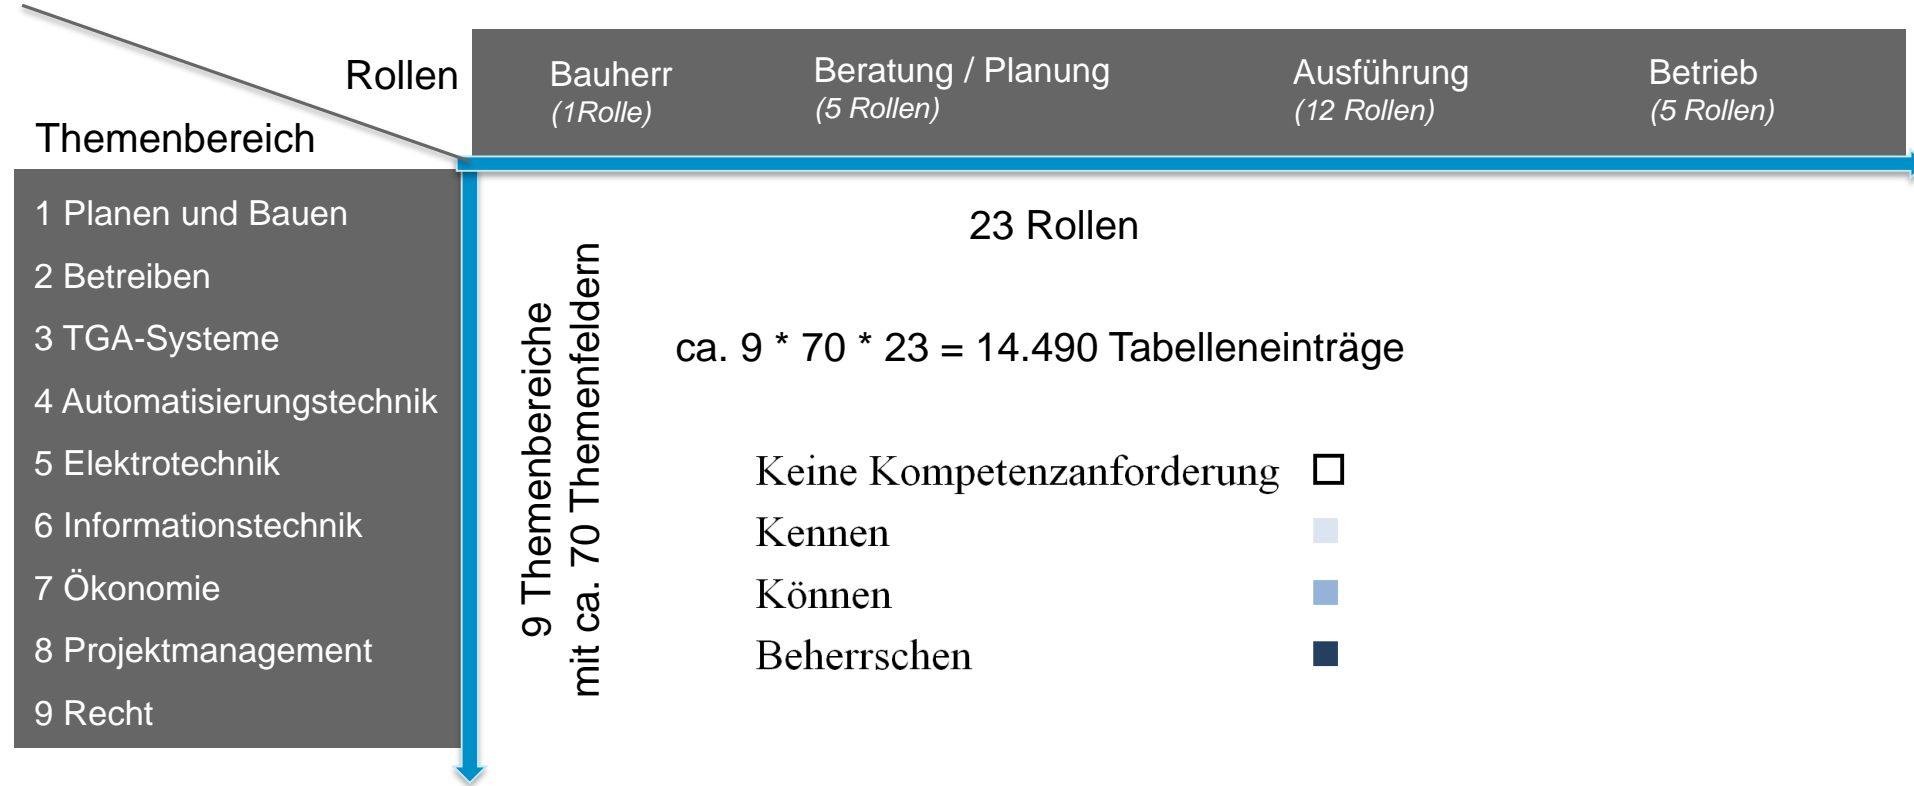 Rollen
Themenbereich
Bauherr
(1Rolle)
Beratung / Planung
(5 Rollen)
Ausführung
(12 Rollen)
Betrieb
(5 Rollen)
1 Planen und Bauen
2 Betreiben
3 TGA-Systeme
4 Automatisierungstechnik
5 Elektrotechnik
6 Informationstechnik
7 Ökonomie
8 Projektmanagement
9 Recht
9 Themenbereiche
mit ca. 70 Themenfeldern
23 Rollen
ca. 9 * 70 * 23 = 14.490 Tabelleneinträge
Keine Kompetenzanforderung
Kennen
Können
Beherrschen